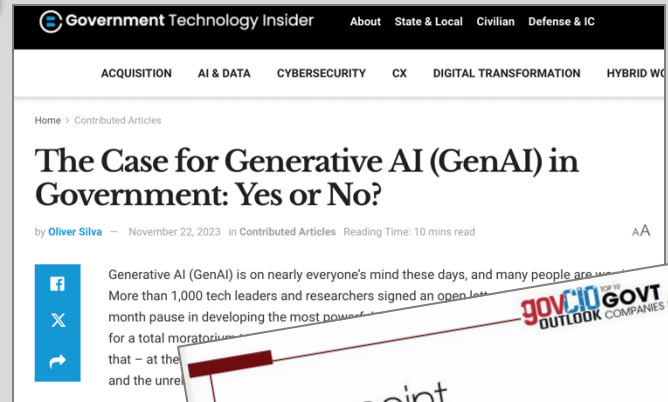 Government Technology Insider
About State & Local Civilian Defense & IC
ACQUISITION AI & DATA CYBERSECURITY CX DIGITAL TRANSFORMATION HYBRID
Home > Contributed Articles
The Case for Generative AI (GenAI) in
Government: Yes or No?
by Oliver Silva — November 22, 2023 in Contributed Articles Reading Time: 10 mins read
AA
Generative AI (GenAI) is on nearly everyone's mind these days, and many people are
More than 1,000 tech leaders and researchers signed an open
month pause in developing the most
for a total moratorium
that – at the
and the
govCIO
OUTLOOK
TOP 10
GOVT
COMPANIES